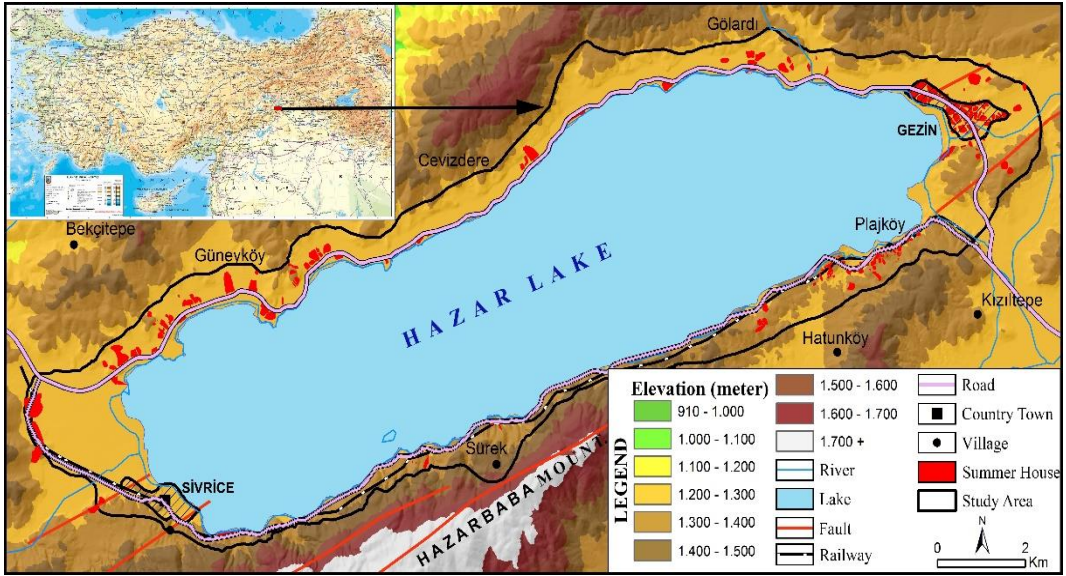 Gölardı
GEZİN
Cevizdere
Bekçitepe
Güneyköy
Plajköy
HAZAR LAKE
Kızıltepe
Hatunköy
Sürek
SİVRİCE
HAZARBABA MOUNT.
LEGEND
Elevation (meter)
910 - 1.000
1.000 - 1.100
1.100 - 1.200
1.200 - 1.300
1.300 - 1.400
1.400 - 1.500
1.500 - 1.600
1.600 - 1.700
1.700 +
River
Lake
Fault
Railway
Road
Country Town
Village
Summer House
Study Area
N
0 2
Km